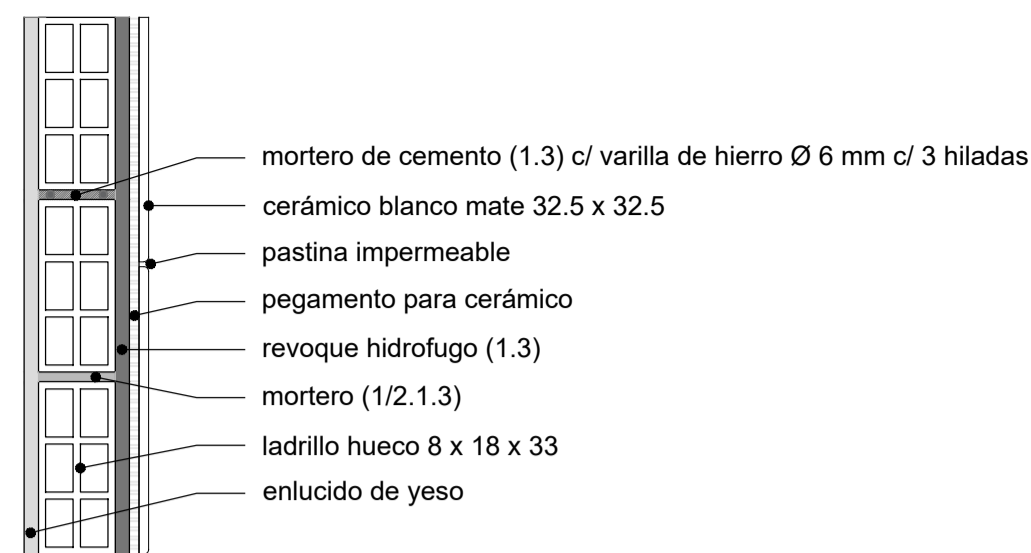 mortero de cemento (1.3) c/ varilla de hierro Ø 6 mm c/ 3 hiladas
cerámico blanco mate 32.5 x 32.5
pastina impermeable
pegamento para cerámico
revoque hidrofugo (1.3)
mortero (1/2.1.3)
ladrillo hueco 8 x 18 x 33
enlucido de yeso